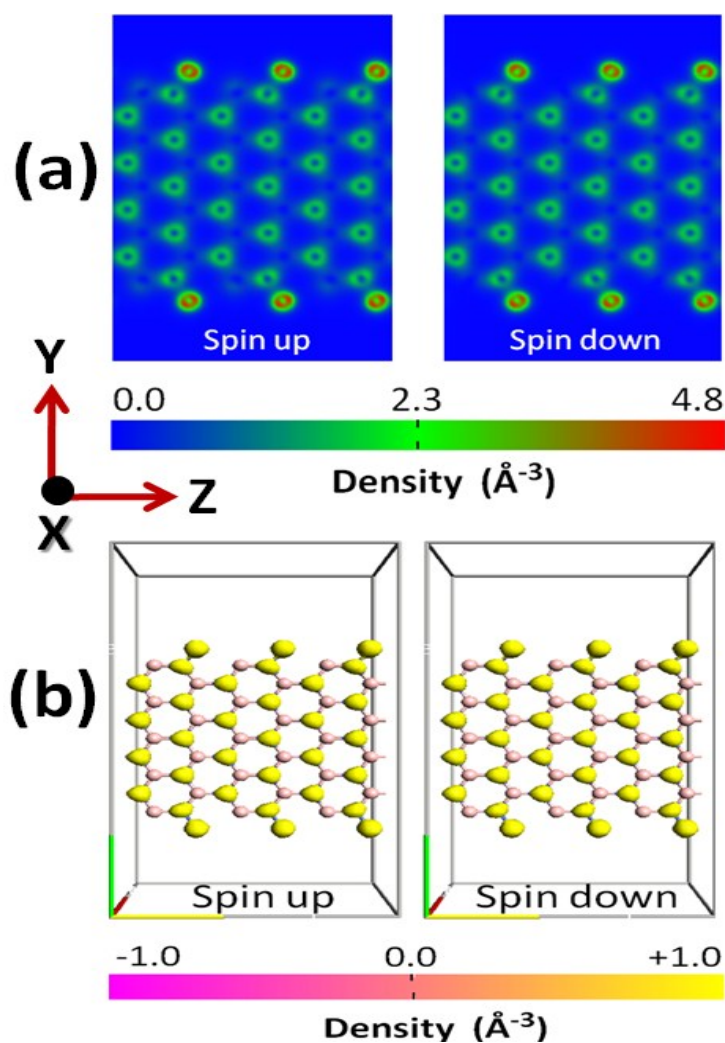 (a)
Spin up
Spin down
Y
X
Z
0.0 2.3 4.8
Density (Å⁻³)
(b)
Spin up
Spin down
-1.0 0.0 +1.0
Density (Å⁻³)